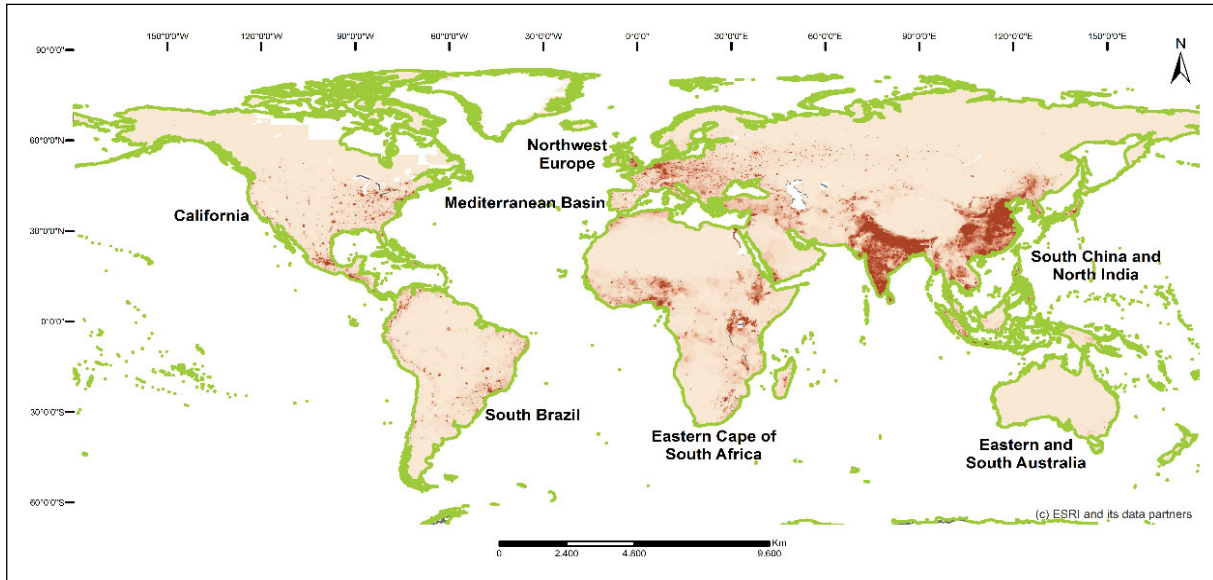 150°0'0"W 120°0'0"W 90°0'0"W 60°0'0"W 30°0'0"W 0°0'0" 30°0'0"E 60°0'0"E 90°0'0"E 120°0'0"E 150°0'0"E
N
90°0'0"
60°0'0"N
30°0'0"N
0°0'0"
30°0'0"S
60°0'0"S
Northwest
Europe
Mediterranean Basin
California
South China and
North India
South Brazil
Eastern Cape of
South Africa
Eastern and
South Australia
(c) ESRI and its data partners
Km
0 2.400 4.800 9.600